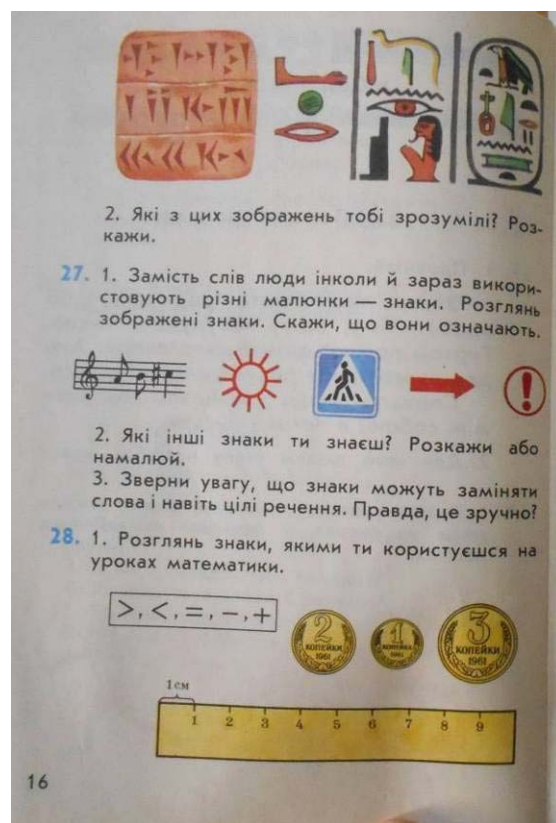 2. Які з цих зображень тобі зрозумілі? Роз-
кажи.
27. 1. Замість слів люди інколи й зараз викори-
стовують різні малюнки — знаки. Розглянь
зображені знаки. Скажи, що вони означають.
!
2. Які інші знаки ти знаєш? Розкажи або
намалюй.
3. Зверни увагу, що знаки можуть заміняти
слова і навіть цілі речення. Правда, це зручно?
28. 1. Розглянь знаки, якими ти користуєшся на
уроках математики.
>, <, =, −, +
2 КОПЕЙКИ 1961
1 КОПЕЙКА 1961
3 КОПЕЙКИ 1961
1 см
1 2 3 4 5 6 7 8 9
16